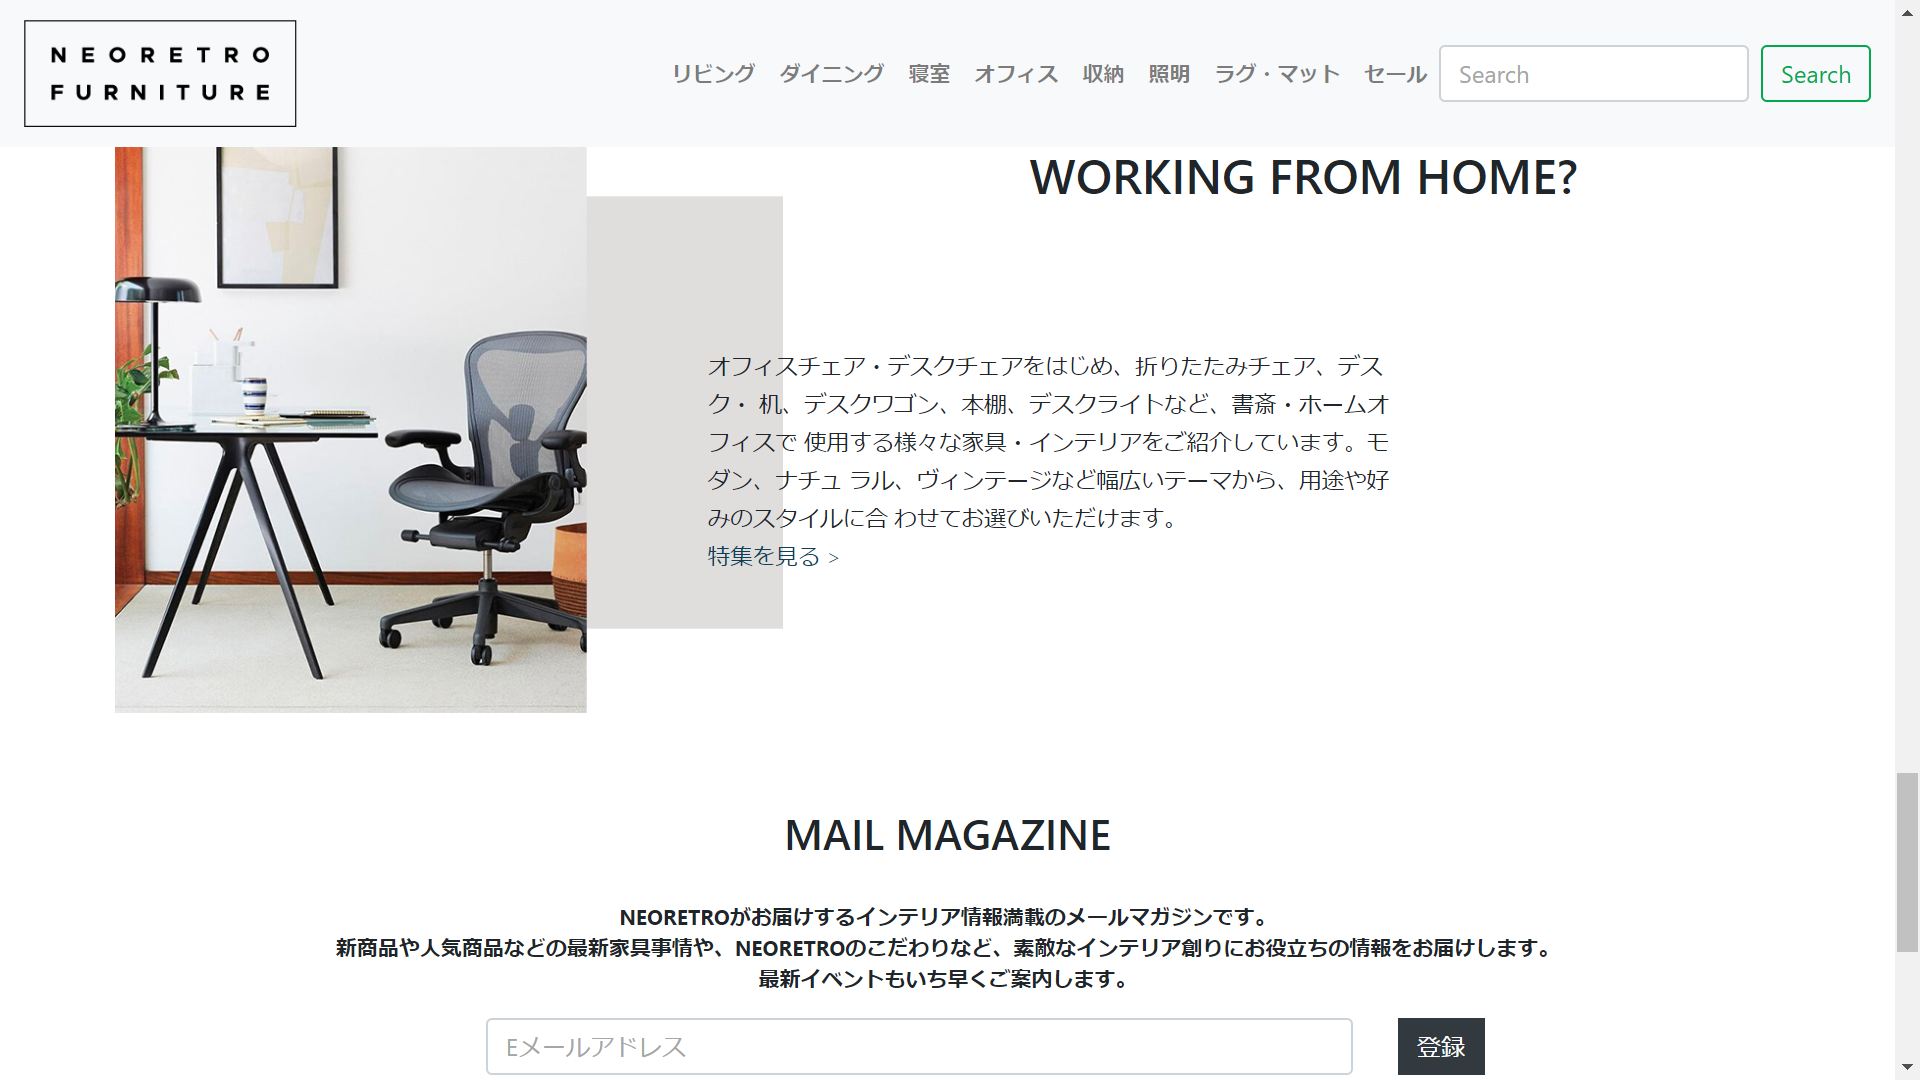 NEORETRO
FURNITURE
リビング ダイニング 寝室 オフィス 収納 照明 ラグ・マット セール Search Search
WORKING FROM HOME?
オフィスチェア・デスクチェアをはじめ、折りたたみチェア、デス
ク・ 机、デスクワゴン、本棚、デスクライトなど、書斎・ホームオ
フィスで 使用する様々な家具・インテリアをご紹介しています。モ
ダン、ナチュ ラル、ヴィンテージなど幅広いテーマから、用途や好
みのスタイルに合 わせてお選びいただけます。
特集を見る >
MAIL MAGAZINE
NEORETROがお届けするインテリア情報満載のメールマガジンです。
新商品や人気商品などの最新家具事情や、NEORETROのこだわりなど、素敵なインテリア創りにお役立ちの情報をお届けします。
最新イベントもいち早くご案内します。
Eメールアドレス 登録